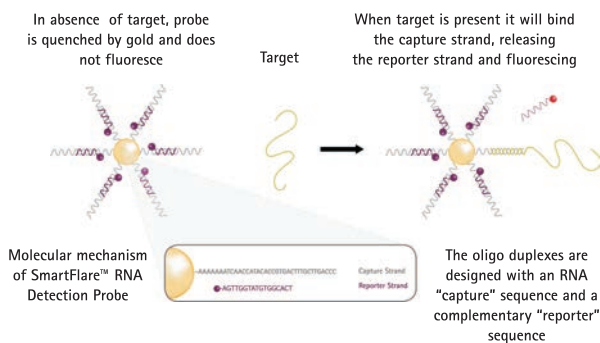 In absence of target, probe
is quenched by gold and does
not fluoresce
Target
When target is present it will bind
the capture strand, releasing
the reporter strand and fluorescing
Molecular mechanism
of SmartFlare™ RNA
Detection Probe
-AAAAAAATCAACCATACACCGTGACTTTGCTTGACCC Capture Strand
-AGTTGGTATGTGGCACT Reporter Strand
The oligo duplexes are
designed with an RNA
“capture” sequence and a
complementary “reporter”
sequence